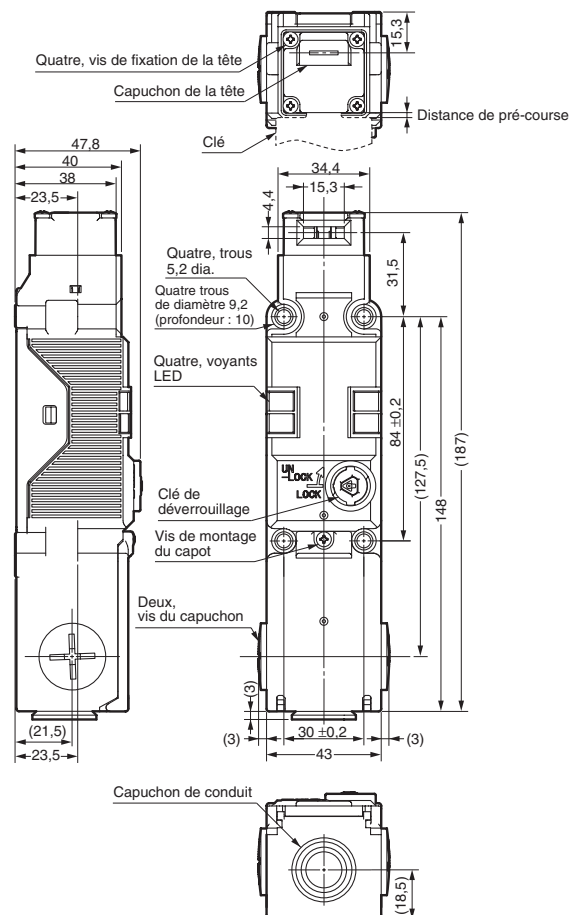 15,3
Quatre, vis de fixation de la tête
Capuchon de la tête
Distance de pré-course
Clé
47,8
40
38
23,5
34,4
15,3
4,4
Quatre, trous
5,2 dia.
Quatre trous
de diamètre 9,2
(profondeur : 10)
31,5
Quatre, voyants
LED
84 ±0,2
(127,5)
148
(187)
UN
-LOCK
LOCK
Clé de
déverrouillage
Vis de montage
du capot
Deux,
vis du capuchon
(3)
(21,5)
23,5
(3)
30 ±0,2
(3)
43
Capuchon de conduit
(18,5)